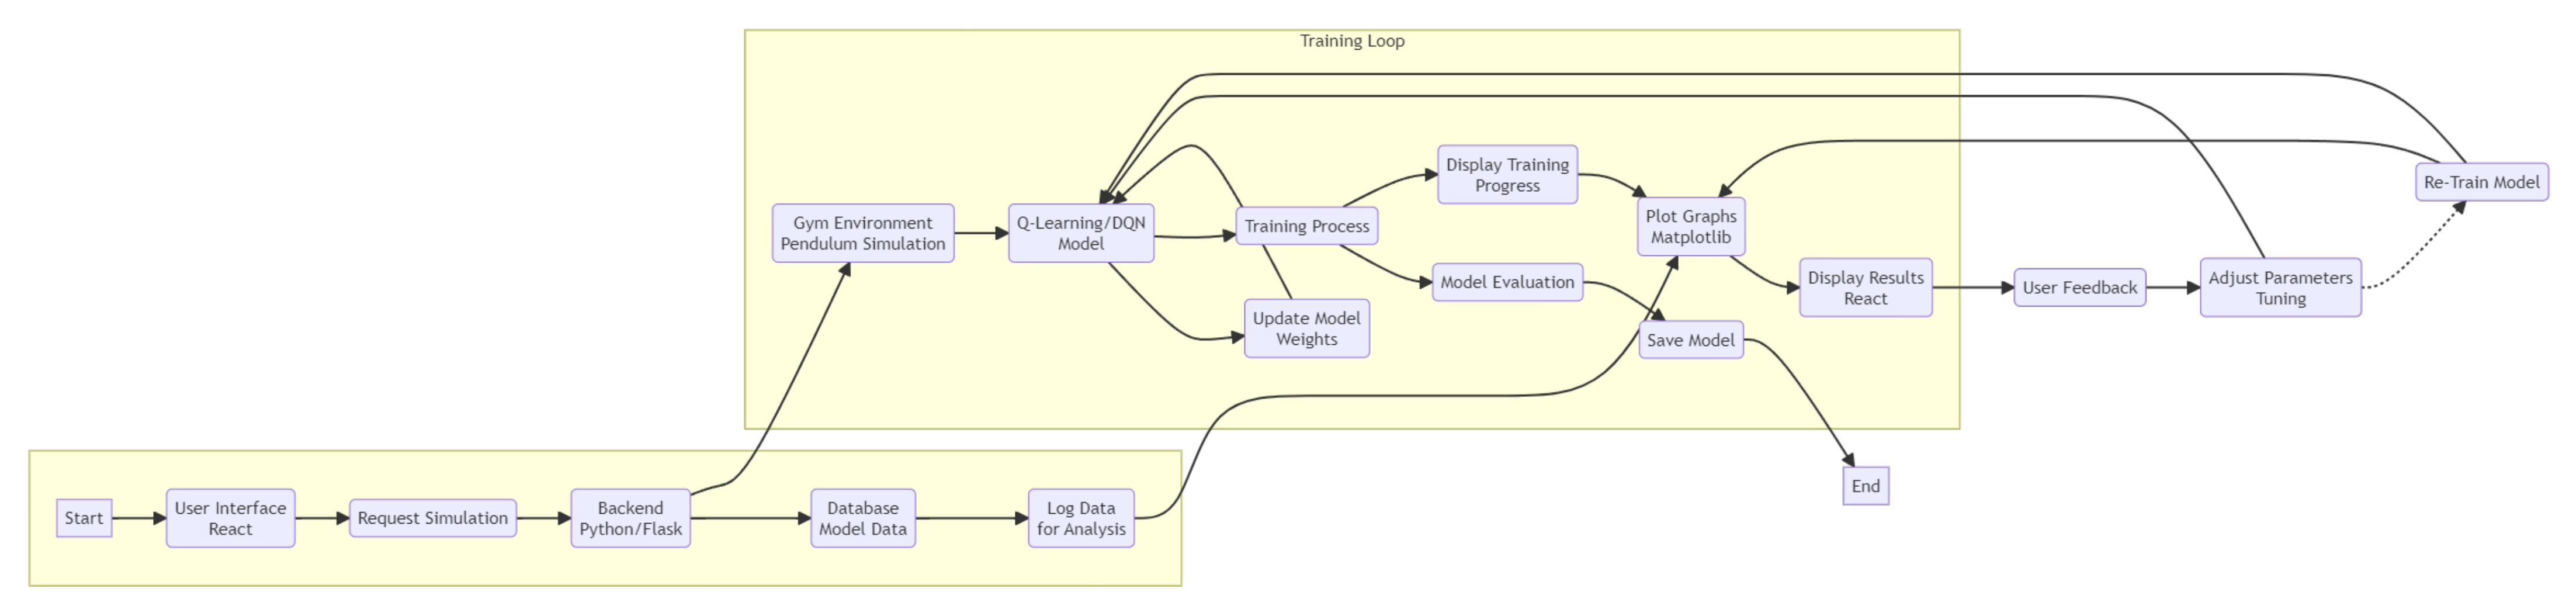 Training Loop
Gym Environment
Pendulum Simulation
Q-Learning/DQN
Model
Training Process
Update Model
Weights
Display Training
Progress
Model Evaluation
Plot Graphs
Matplotlib
Save Model
Display Results
React
User Feedback
Adjust Parameters
Tuning
Re-Train Model
Start
User Interface
React
Request Simulation
Backend
Python/Flask
Database
Model Data
Log Data
for Analysis
End